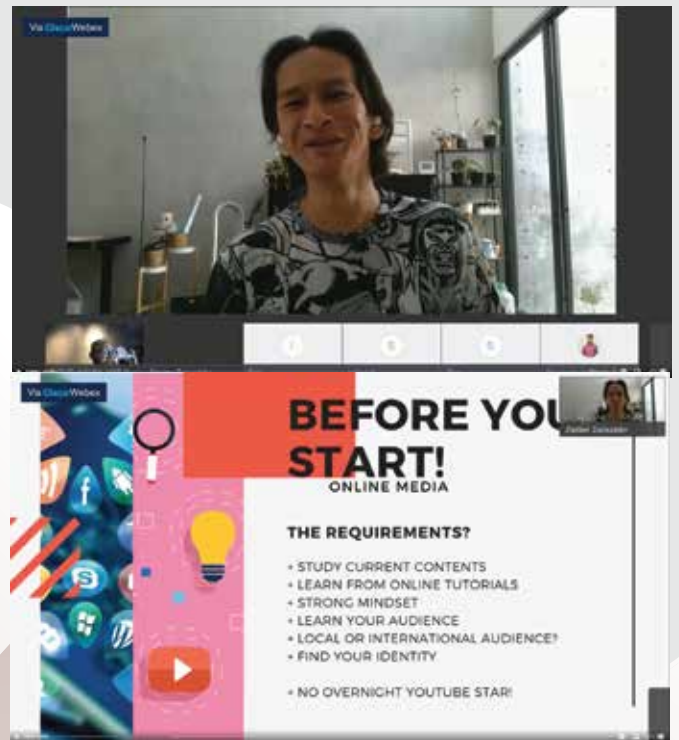 Via Cisco Webex
Via Cisco Webex
BEFORE YOU
START!
ONLINE MEDIA
THE REQUIREMENTS?
+ STUDY CURRENT CONTENTS
+ LEARN FROM ONLINE TUTORIALS
+ STRONG MINDSET
+ LEARN YOUR AUDIENCE
+ LOCAL OR INTERNATIONAL AUDIENCE?
+ FIND YOUR IDENTITY
+ NO OVERNIGHT YOUTUBE STAR!